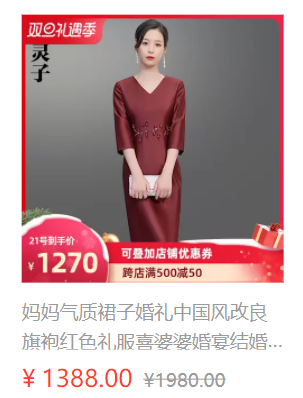 双旦礼遇季
灵子
21号到手价
¥1270
可叠加店铺优惠券
跨店满500减50
妈妈气质裙子婚礼中国风改良
旗袍红色礼服喜婆婆婚宴结婚...
¥ 1388.00 ¥1980.00